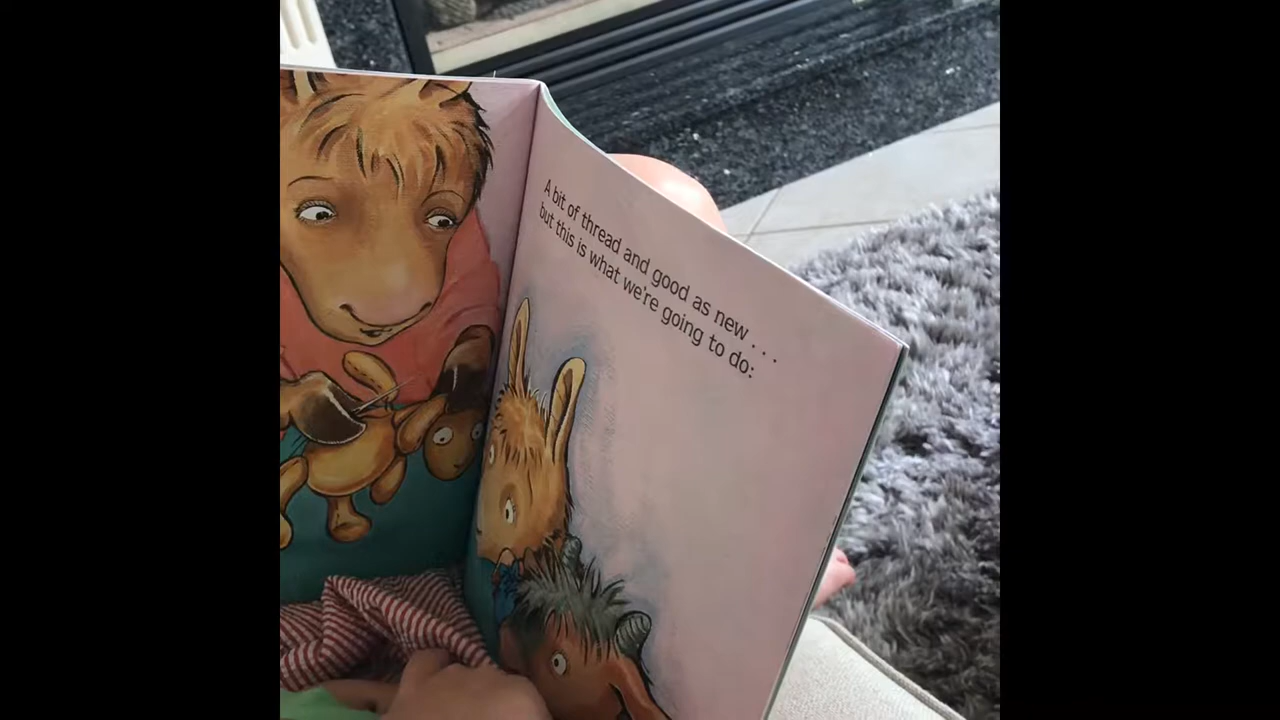 A bit of thread and good as new . . .
but this is what we're going to do: